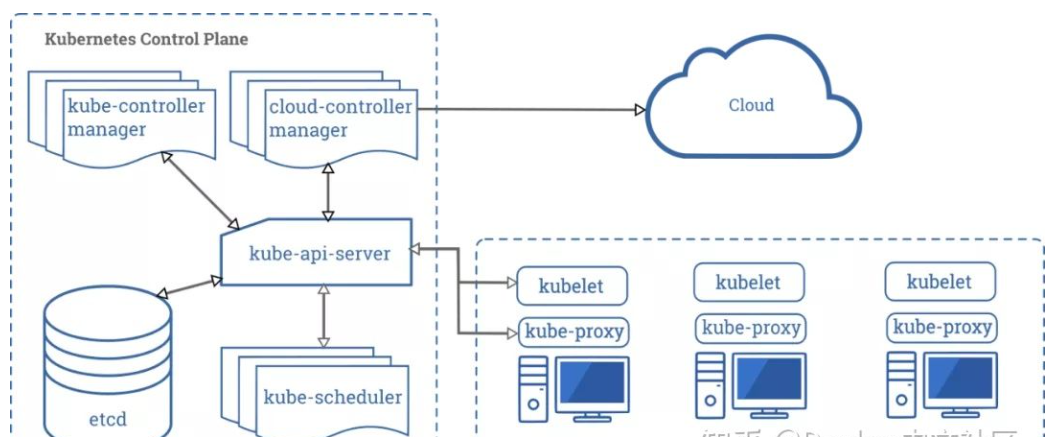 Kubernetes Control Plane
kube-controller
manager
cloud-controller
manager
Cloud
kube-api-server
etcd
kube-scheduler
kubelet
kube-proxy
kubelet
kube-proxy
kubelet
kube-proxy